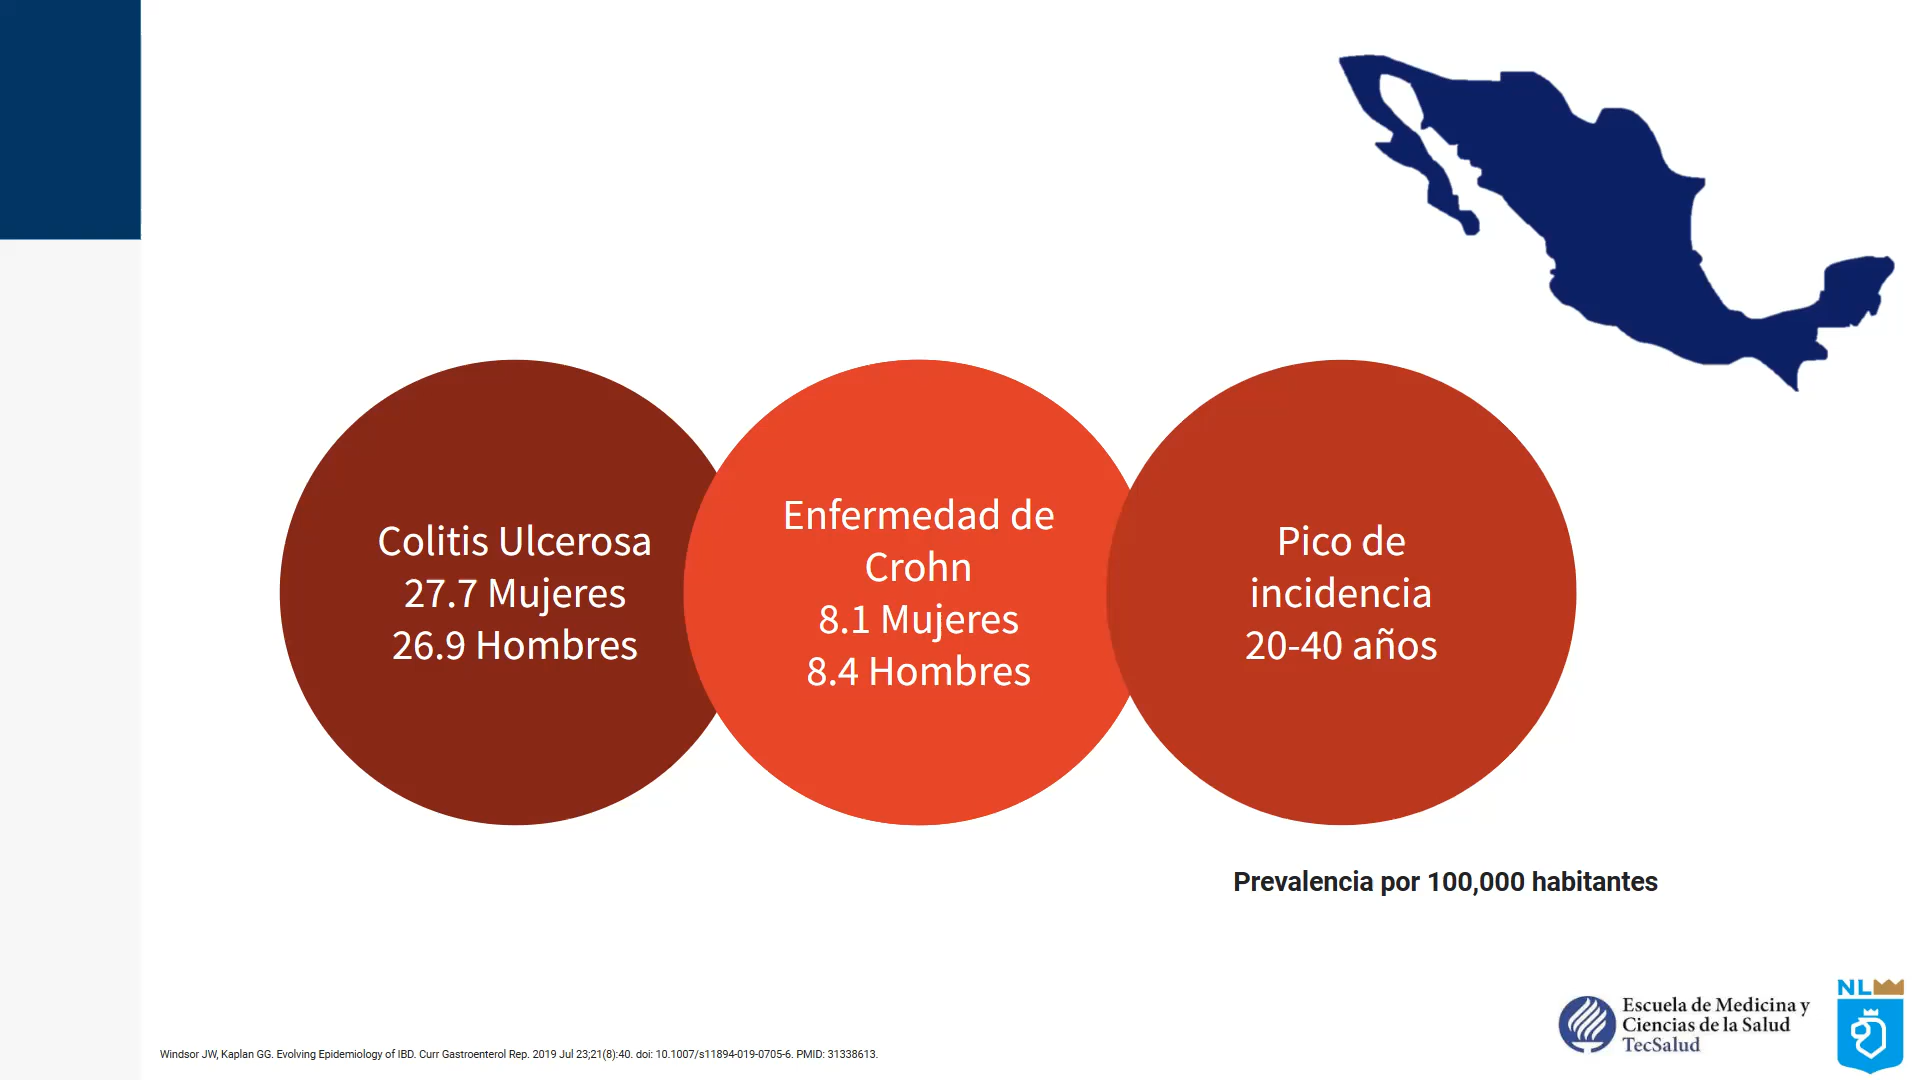 Colitis Ulcerosa
27.7 Mujeres
26.9 Hombres
Enfermedad de
Crohn
8.1 Mujeres
8.4 Hombres
Pico de
incidencia
20-40 años
Prevalencia por 100,000 habitantes
Windsor JW, Kaplan GG. Evolving Epidemiology of IBD. Curr Gastroenterol Rep. 2019 Jul 23;21(8):40. doi: 10.1007/s11894-019-0705-6. PMID: 31338613.
Escuela de Medicina y
Ciencias de la Salud
TecSalud
NL